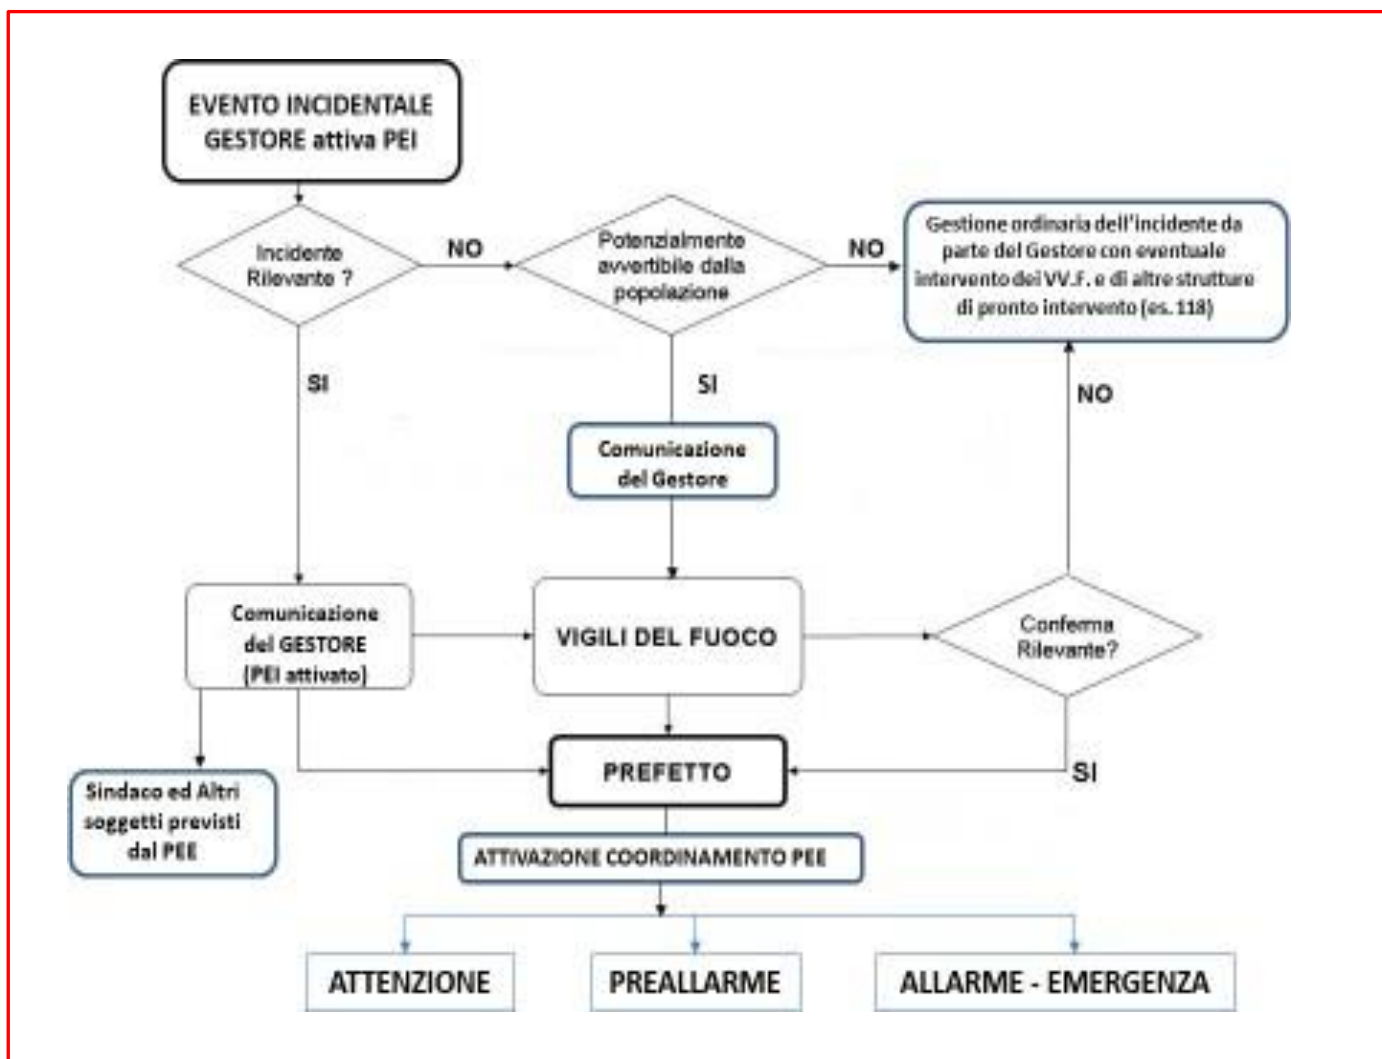 EVENTO INCIDENTALE
GESTORE attiva PEI
Incidente
Rilevante ?
NO
Potenzialmente
avvertibile dalla
popolazione
NO
Gestione ordinaria dell'incidente da
parte del Gestore con eventuale
intervento dei VV.F. e di altre strutture
di pronto intervento (es. 118)
SI
SI
NO
Comunicazione
del Gestore
Comunicazione
del GESTORE
(PEI attivato)
VIGILI DEL FUOCO
Conferma
Rilevante?
PREFETTO
SI
Sindaco ed Altri
soggetti previsti
dal PEE
ATTIVAZIONE COORDINAMENTO PEE
ATTENZIONE
PREALLARME
ALLARME - EMERGENZA